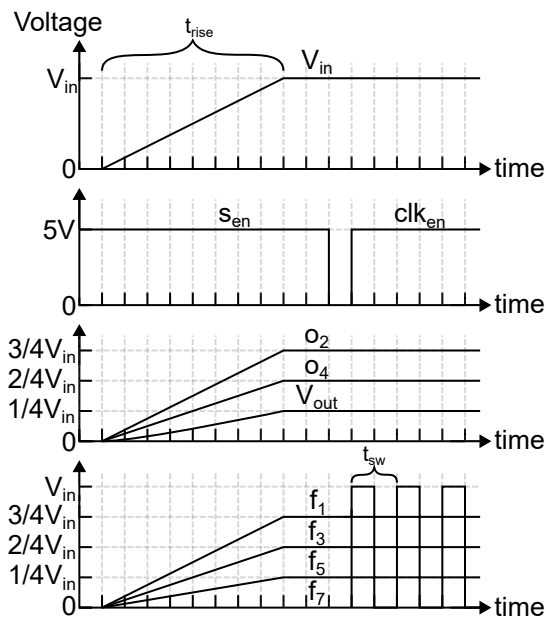 Voltage
t_rise
V_in
V_in
0
time
s_en
clk_en
5V
0
time
3/4V_in
o_2
2/4V_in
o_4
1/4V_in
V_out
0
time
t_sw
V_in
f_1
3/4V_in
f_3
2/4V_in
f_5
1/4V_in
f_7
0
time